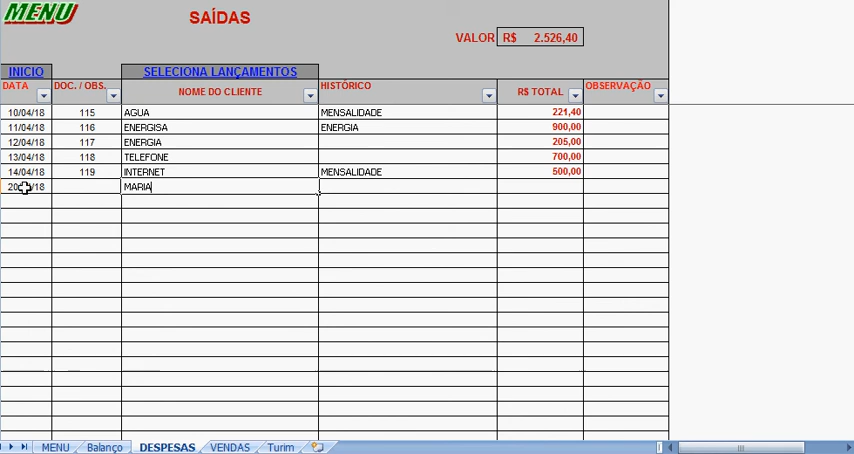 MENU
SAÍDAS
VALOR R$ 2.526,40
INICIO SELECIONA LANÇAMENTOS
DATA DOC. / OBS. NOME DO CLIENTE HISTÓRICO R$ TOTAL OBSERVAÇÃO
10/04/18 115 AGUA MENSALIDADE 221,40
11/04/18 116 ENERGISA ENERGIA 900,00
12/04/18 117 ENERGIA 205,00
13/04/18 118 TELEFONE 700,00
14/04/18 119 INTERNET MENSALIDADE 500,00
MARIA
MENU Balanço DESPESAS VENDAS Turim